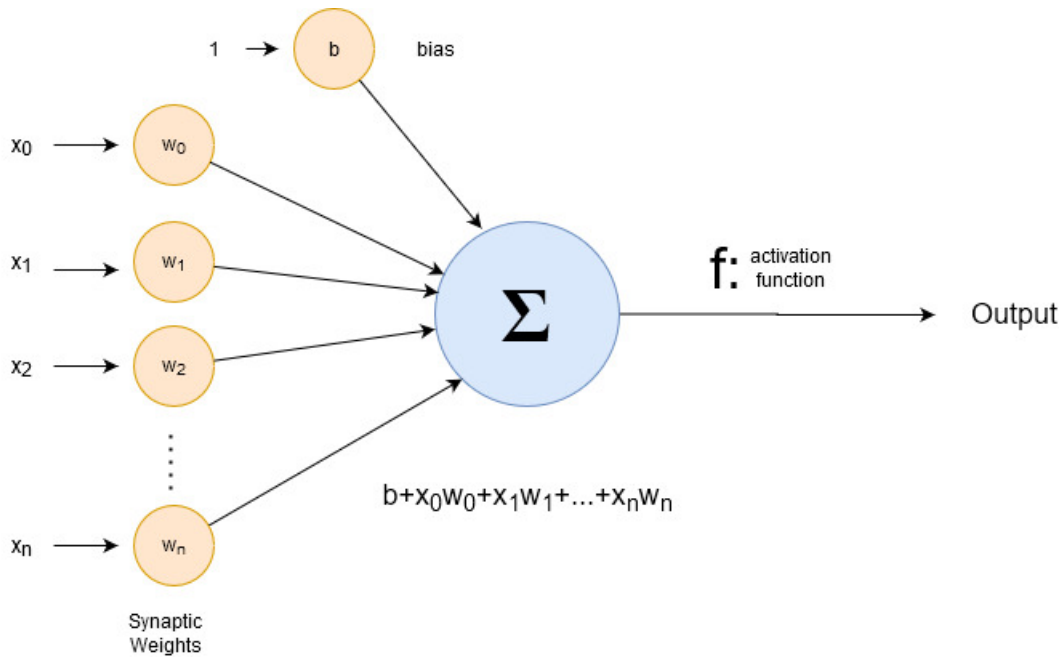 1
b
bias
x₀
w₀
x₁
w₁
x₂
w₂
xₙ
wₙ
Synaptic
Weights
Σ
b+x₀w₀+x₁w₁+...+xₙwₙ
f: activation
function
Output